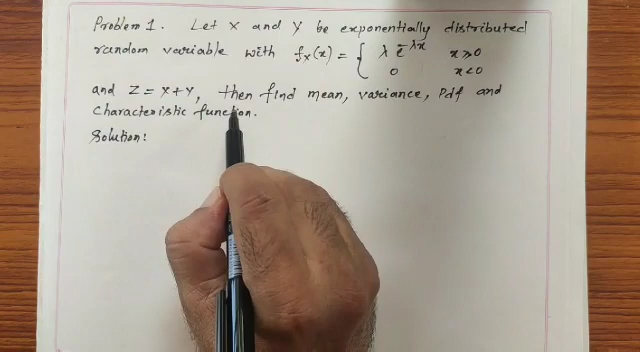 Problem 1. Let X and Y be exponentially distributed
random variable with fx(x) = { λ e^-λx x≥0
0 x<0
and Z = X+Y, then find mean, variance, Pdf and
Characteristic function.
Solution: